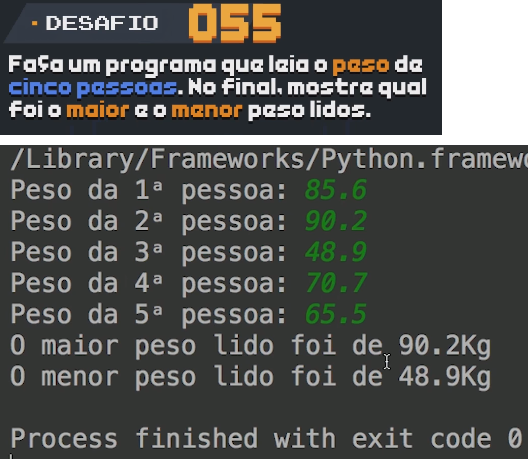 DESAFIO 055
Faça um programa que leia o peso de
cinco pessoas. No final, mostre qual
foi o maior e o menor peso lidos.
/Library/Frameworks/Python.framewo
Peso da 1ª pessoa: 85.6
Peso da 2ª pessoa: 90.2
Peso da 3ª pessoa: 48.9
Peso da 4ª pessoa: 70.7
Peso da 5ª pessoa: 65.5
O maior peso lido foi de 90.2Kg
O menor peso lido foi de 48.9Kg
Process finished with exit code 0